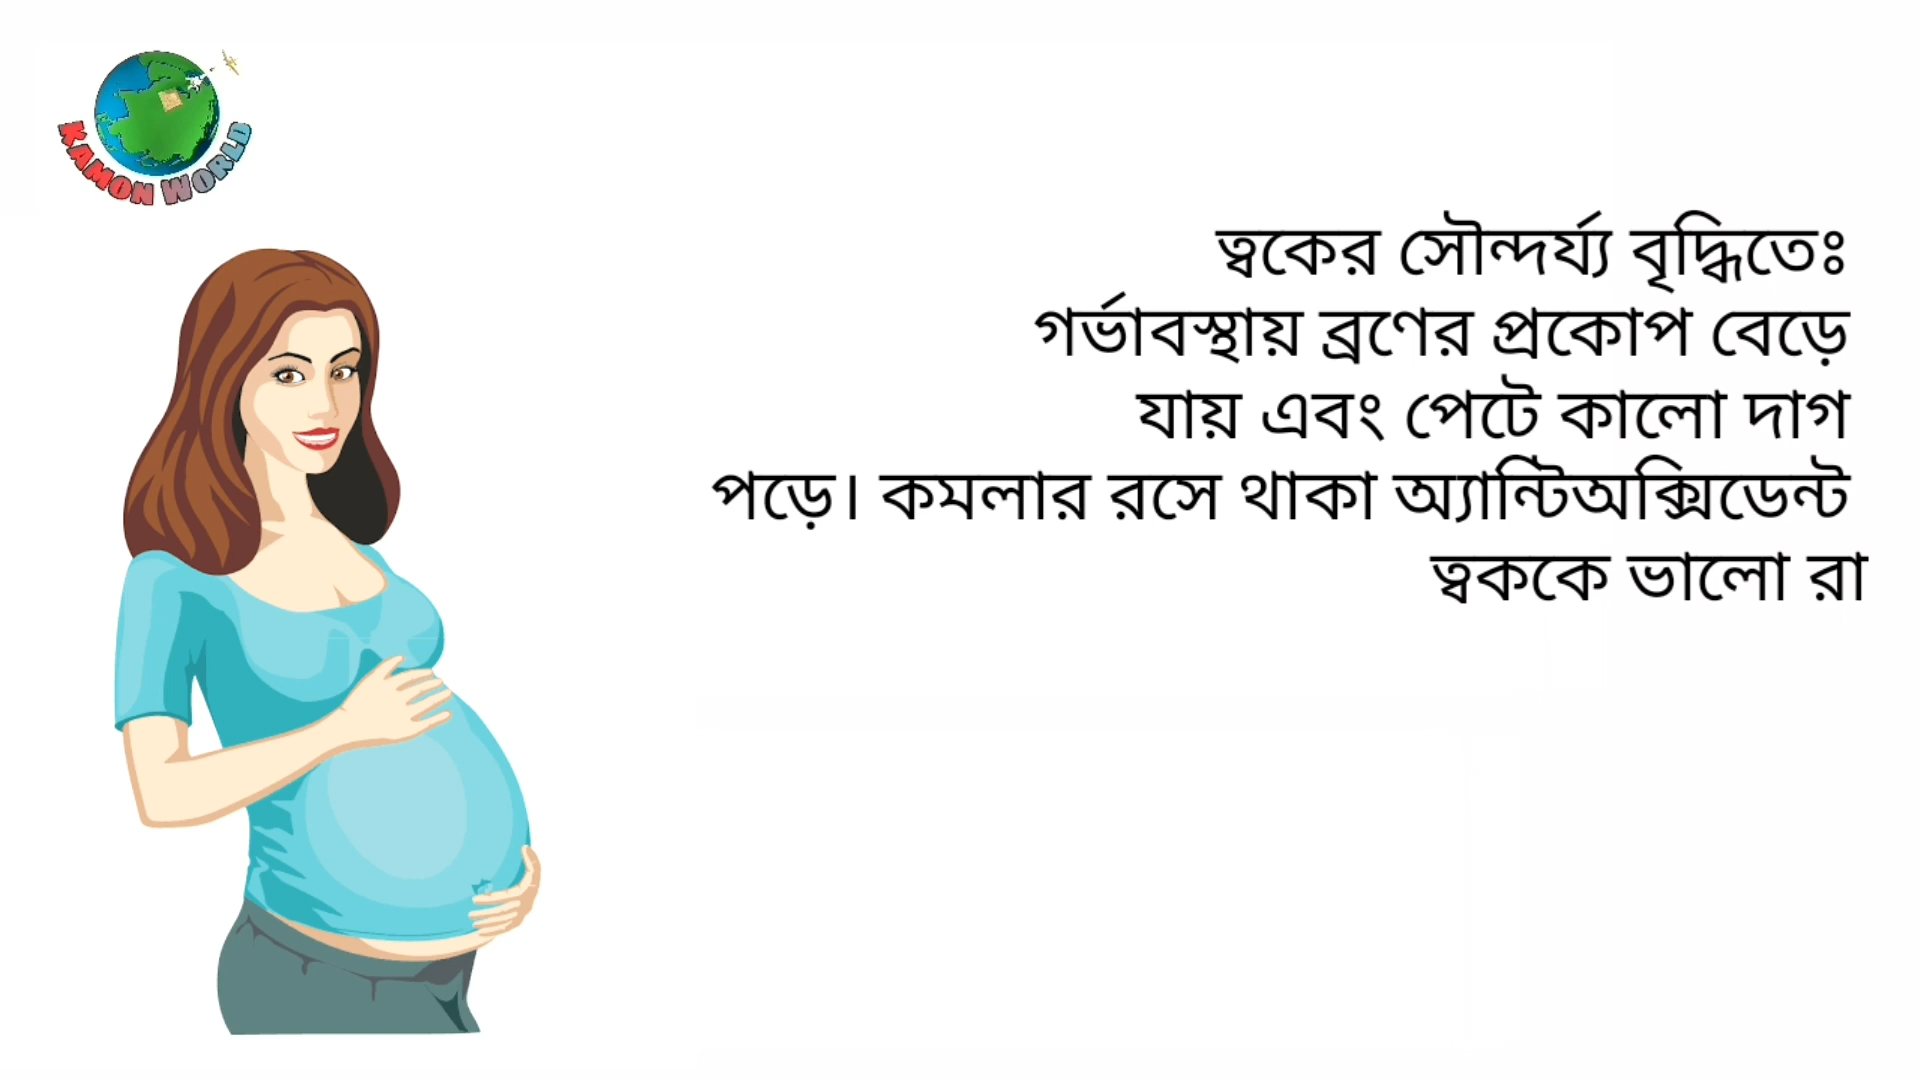 KAMON WORLD
ত্বকের সৌন্দর্য্য বৃদ্ধিতেঃ
গর্ভাবস্থায় ব্রণের প্রকোপ বেড়ে
যায় এবং পেটে কালো দাগ
পড়ে। কমলার রসে থাকা অ্যান্টিঅক্সিডেন্ট
ত্বককে ভালো রা